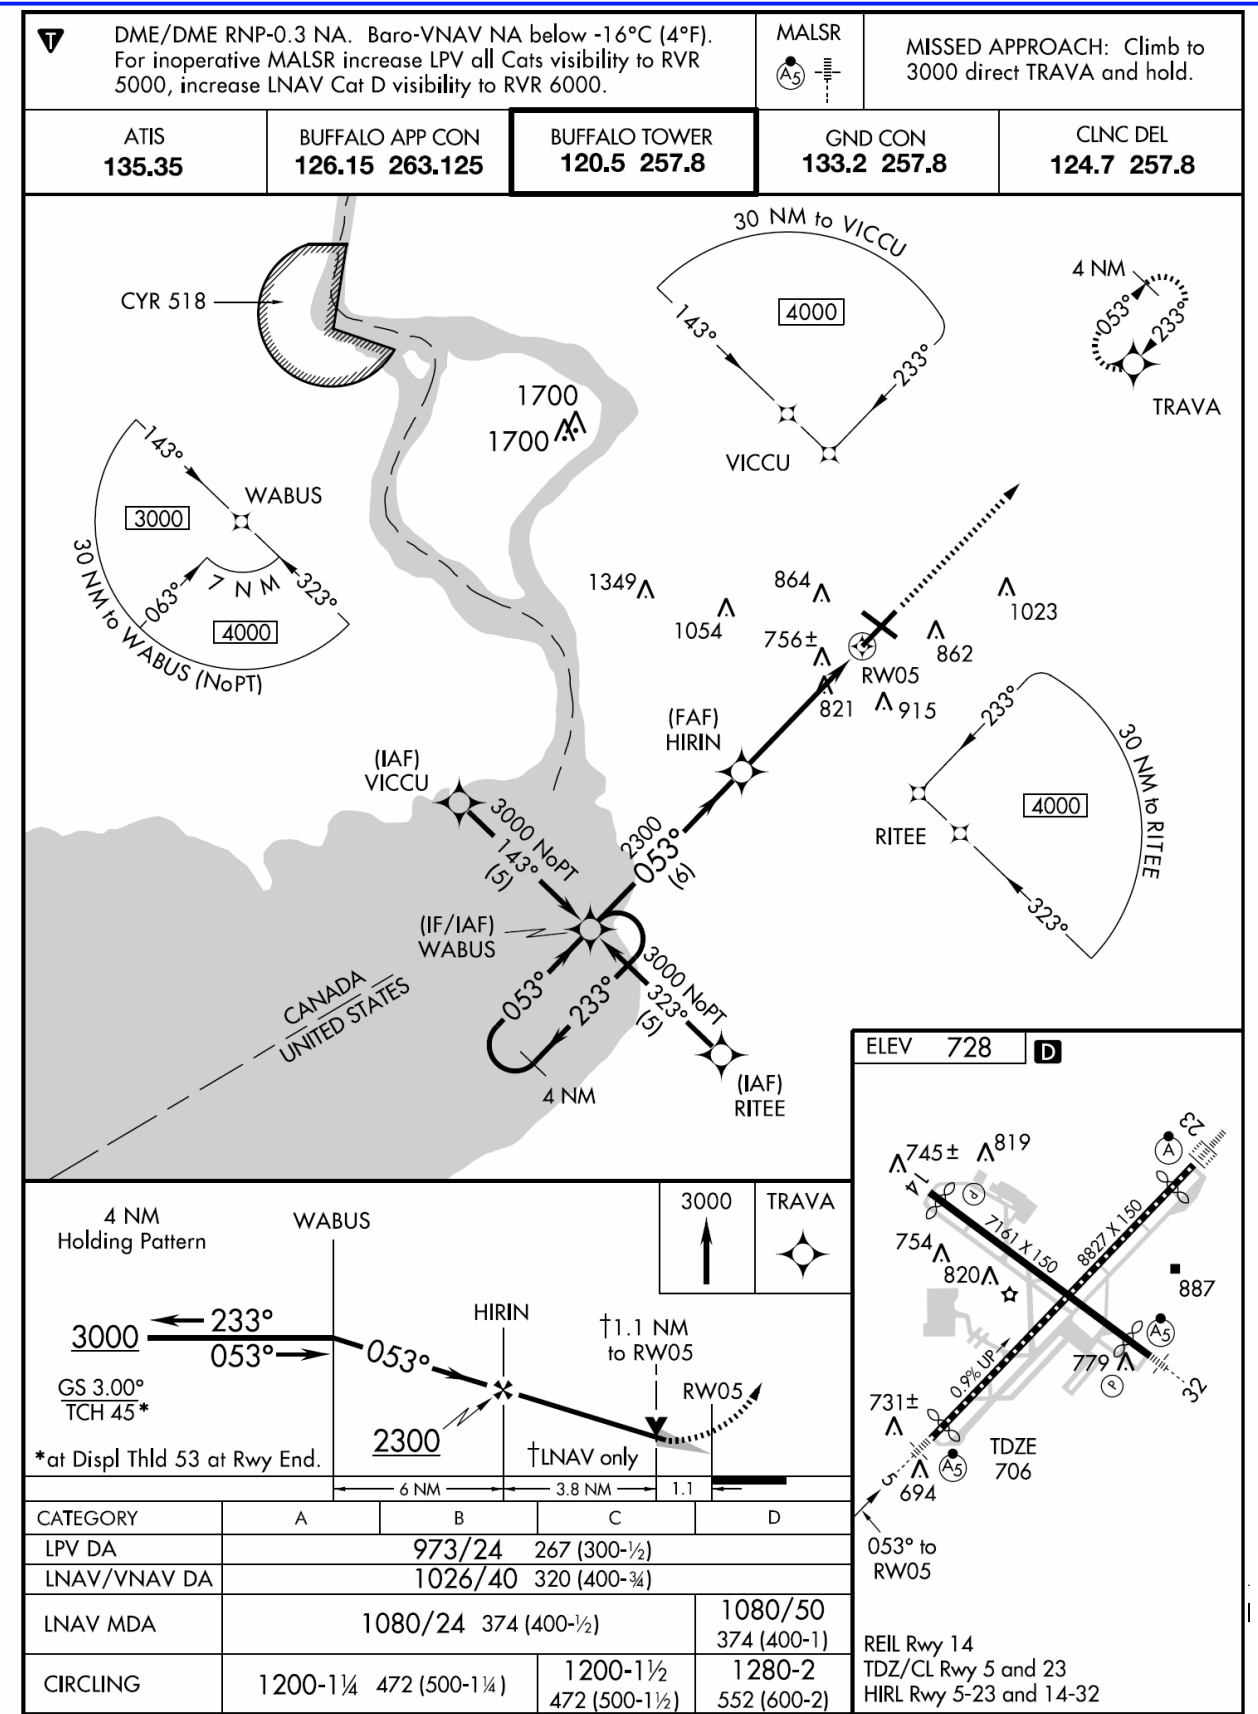 T
DME/DME RNP-0.3 NA. Baro-VNAV NA below -16°C (4°F).
For inoperative MALSR increase LPV all Cats visibility to RVR
5000, increase LNAV Cat D visibility to RVR 6000.
MALSR
A5
MISSED APPROACH: Climb to
3000 direct TRAVA and hold.
ATIS
135.35
BUFFALO APP CON
126.15 263.125
BUFFALO TOWER
120.5 257.8
GND CON
133.2 257.8
CLNC DEL
124.7 257.8
CYR 518
30 NM to VICCU
4000
143°
233°
VICCU
4 NM
053°
233°
TRAVA
1700
1700
143°
WABUS
3000
7 NM
063°
323°
4000
30 NM to WABUS (NoPT)
1349
1054
864
756±
821
915
862
1023
RW05
(FAF)
HIRIN
(IAF)
VICCU
3000 NoPT
143°
(5)
2300
053°
(6)
(IF/IAF)
WABUS
3000 NoPT
323°
(5)
053°
233°
4 NM
(IAF)
RITEE
233°
30 NM to RITEE
4000
RITEE
323°
CANADA
UNITED STATES
ELEV 728
D
745±
819
A
23
14
P
7161 X 150
8827 X 150
754
820
887
A5
779
P
32
0.9% UP
731±
TDZE
706
A5
694
5
053° to
RW05
REIL Rwy 14
TDZ/CL Rwy 5 and 23
HIRL Rwy 5-23 and 14-32
4 NM
Holding Pattern
WABUS
3000
TRAVA
233°
3000
053°
053°
HIRIN
†1.1 NM
to RW05
RW05
GS 3.00°
TCH 45*
2300
*at Displ Thld 53 at Rwy End.
†LNAV only
6 NM
3.8 NM
1.1
CATEGORY A B C D
LPV DA 973/24 267 (300-½)
LNAV/VNAV DA 1026/40 320 (400-¾)
LNAV MDA 1080/24 374 (400-½) 1080/50
374 (400-1)
CIRCLING 1200-1¼ 472 (500-1¼) 1200-1½ 1280-2
472 (500-1½) 552 (600-2)